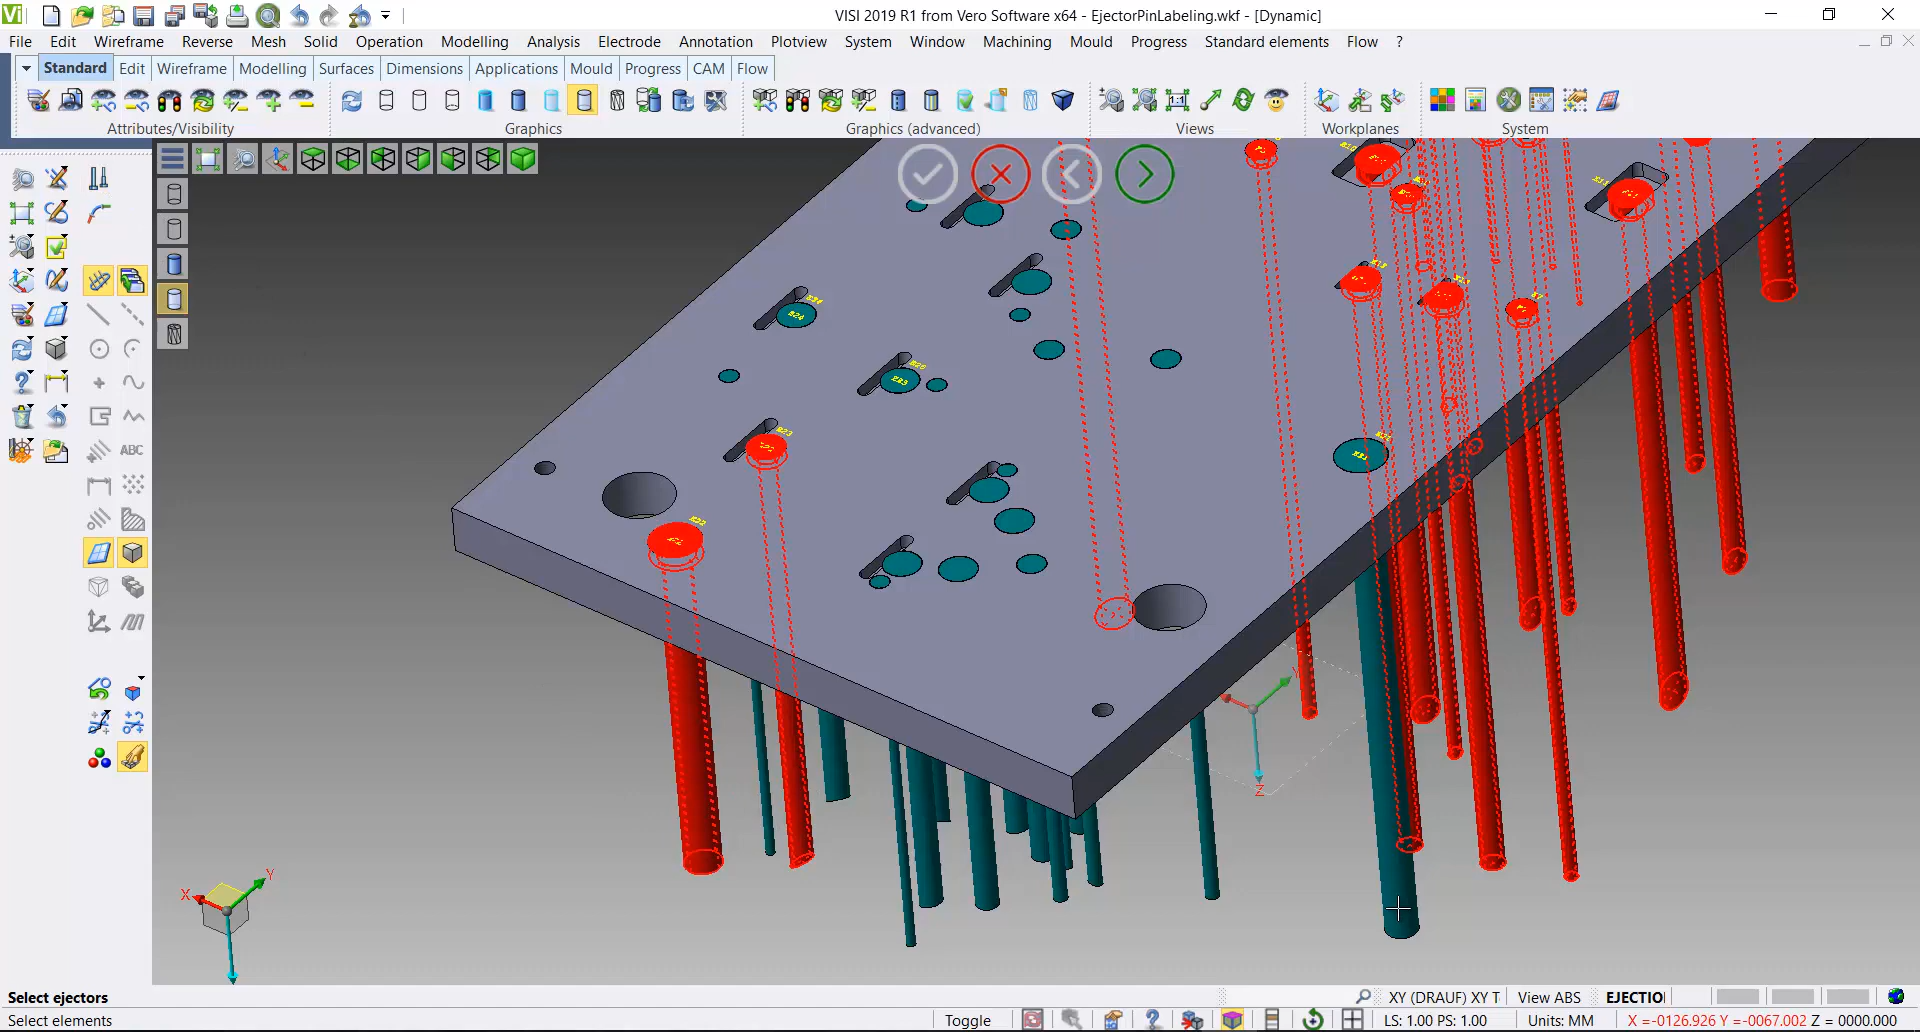 Vi
VISI 2019 R1 from Vero Software x64 - EjectorPinLabeling.wkf - [Dynamic]
File Edit Wireframe Reverse Mesh Solid Operation Modelling Analysis Electrode Annotation Plotview System Window Machining Mould Progress Standard elements Flow ?
Standard Edit Wireframe Modelling Surfaces Dimensions Applications Mould Progress CAM Flow
1:1
Attributes/Visibility Graphics Graphics (advanced) Views Workplanes System
ABC
Y
Z
X Y
Select ejectors XY (DRAUF) XY T View ABS EJECTIO
Select elements Toggle LS: 1.00 PS: 1.00 Units: MM X =-0126.926 Y =-0067.002 Z = 0000.000